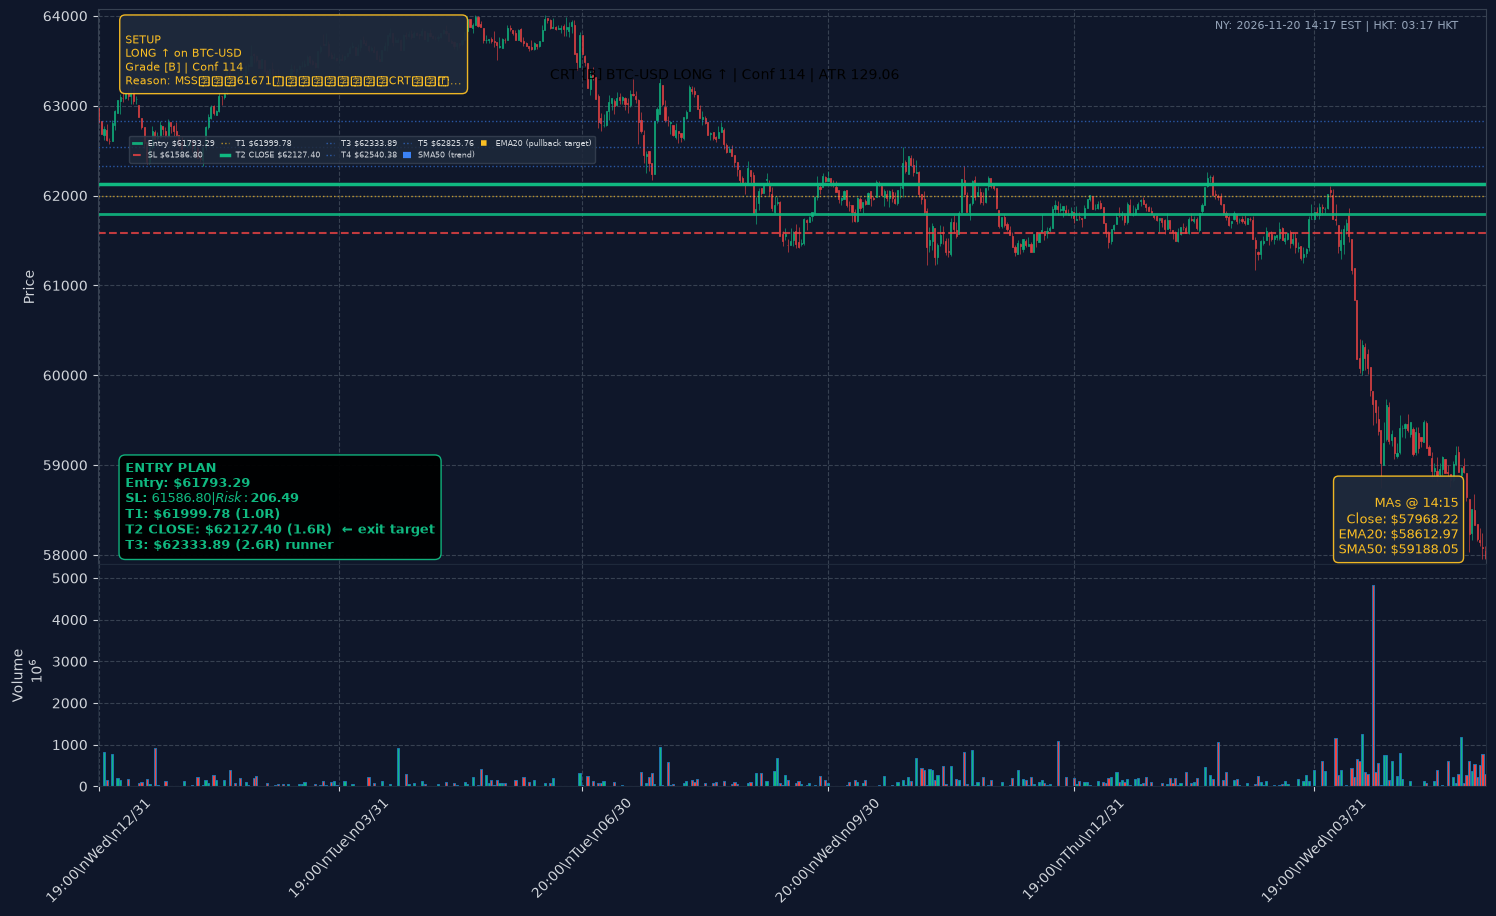 NY: 2026-11-20 14:17 EST | HKT: 03:17 HKT
SETUP
LONG ↑ on BTC-USD
Grade [B] | Conf 114
Reason: MSS61671CRT...
CRT [B] BTC-USD LONG ↑ | Conf 114 | ATR 129.06
Entry $61793.29
SL $61586.80
T1 $61999.78
T2 CLOSE $62127.40
T3 $62333.89
T4 $62540.38
T5 $62825.76
SMA50 (trend)
EMA20 (pullback target)
64000
63000
62000
61000
60000
59000
58000
Price
ENTRY PLAN
Entry: $61793.29
SL: 61586.80|Risk:206.49
T1: $61999.78 (1.0R)
T2 CLOSE: $62127.40 (1.6R) ← exit target
T3: $62333.89 (2.6R) runner
MAs @ 14:15
Close: $57968.22
EMA20: $58612.97
SMA50: $59188.05
5000
4000
3000
2000
1000
0
Volume
10⁶
19:00\nWed\n12/31
19:00\nTue\n03/31
20:00\nTue\n06/30
20:00\nWed\n09/30
19:00\nThu\n12/31
19:00\nWed\n03/31